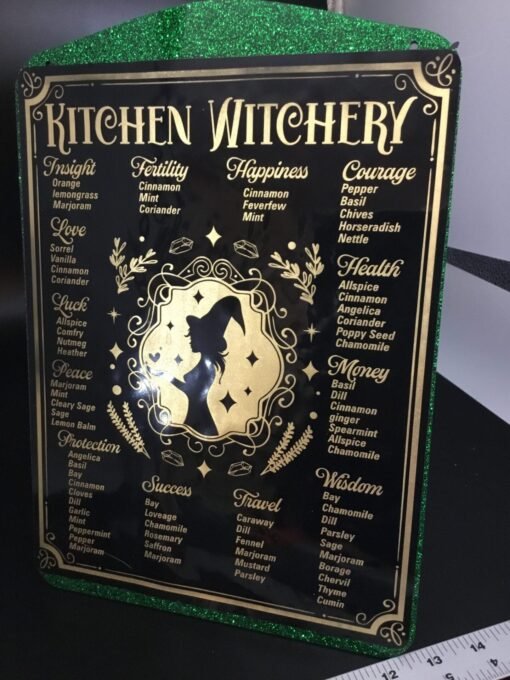 KITCHEN WITCHERY
Insight
Orange
lemongrass
Marjoram
Fertility
Cinnamon
Mint
Coriander
Happiness
Cinnamon
Feverfew
Mint
Courage
Pepper
Basil
Chives
Horseradish
Nettle
Love
Sorrel
Vanilla
Cinnamon
Coriander
Health
Allspice
Cinnamon
Angelica
Coriander
Poppy Seed
Chamomile
Luck
Allspice
Comfry
Nutmeg
Heather
Peace
Marjoram
Mint
Cleary Sage
Sage
Lemon Balm
Money
Basil
Dill
Cinnamon
ginger
Spearmint
Allspice
Chamomile
Protection
Angelica
Basil
Bay
Cinnamon
Cloves
Dill
Garlic
Mint
Peppermint
Pepper
Marjoram
Success
Bay
Loveage
Chamomile
Rosemary
Saffron
Marjoram
Travel
Caraway
Dill
Fennel
Marjoram
Mustard
Parsley
Wisdom
Bay
Chamomile
Dill
Parsley
Sage
Marjoram
Borage
Chervil
Thyme
Cumin
12 13 14
5 4